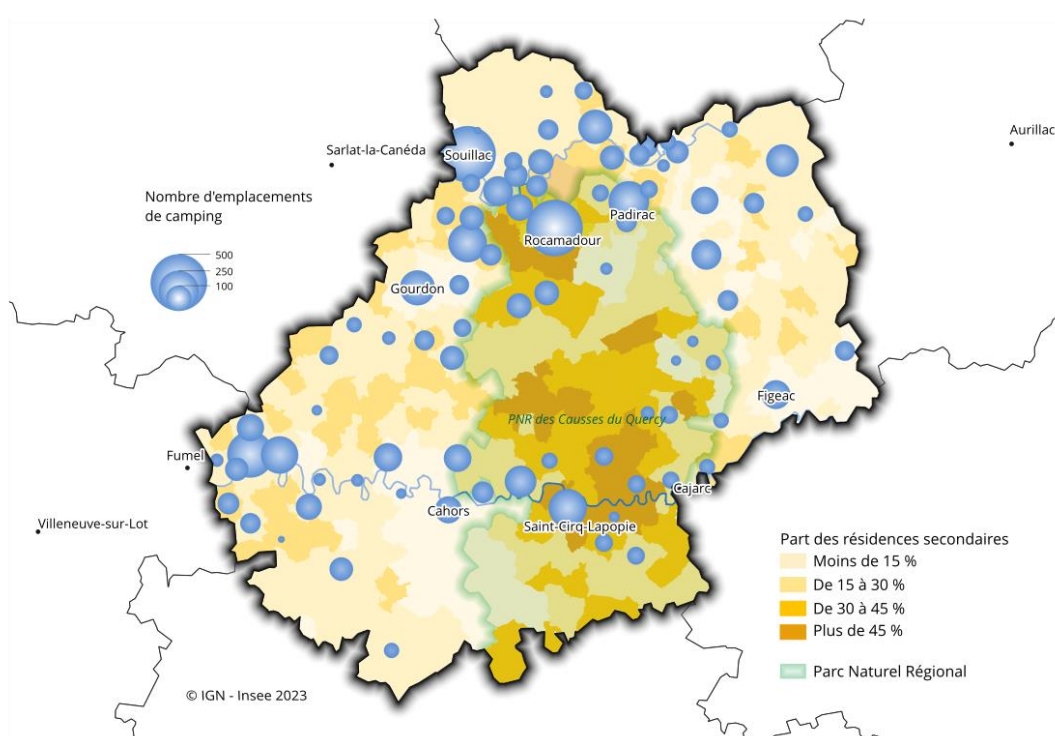 Aurillac
Sarlat-la-Canéda
Souillac
Nombre d'emplacements
de camping
Padirac
Rocamadour
500
250
100
Gourdon
Figeac
PNR des Causses du Quercy
Fumel
Cajarc
Cahors
Saint-Cirq-Lapopie
Villeneuve-sur-Lot
Part des résidences secondaires
Moins de 15 %
De 15 à 30 %
De 30 à 45 %
Plus de 45 %
Parc Naturel Régional
© IGN - Insee 2023